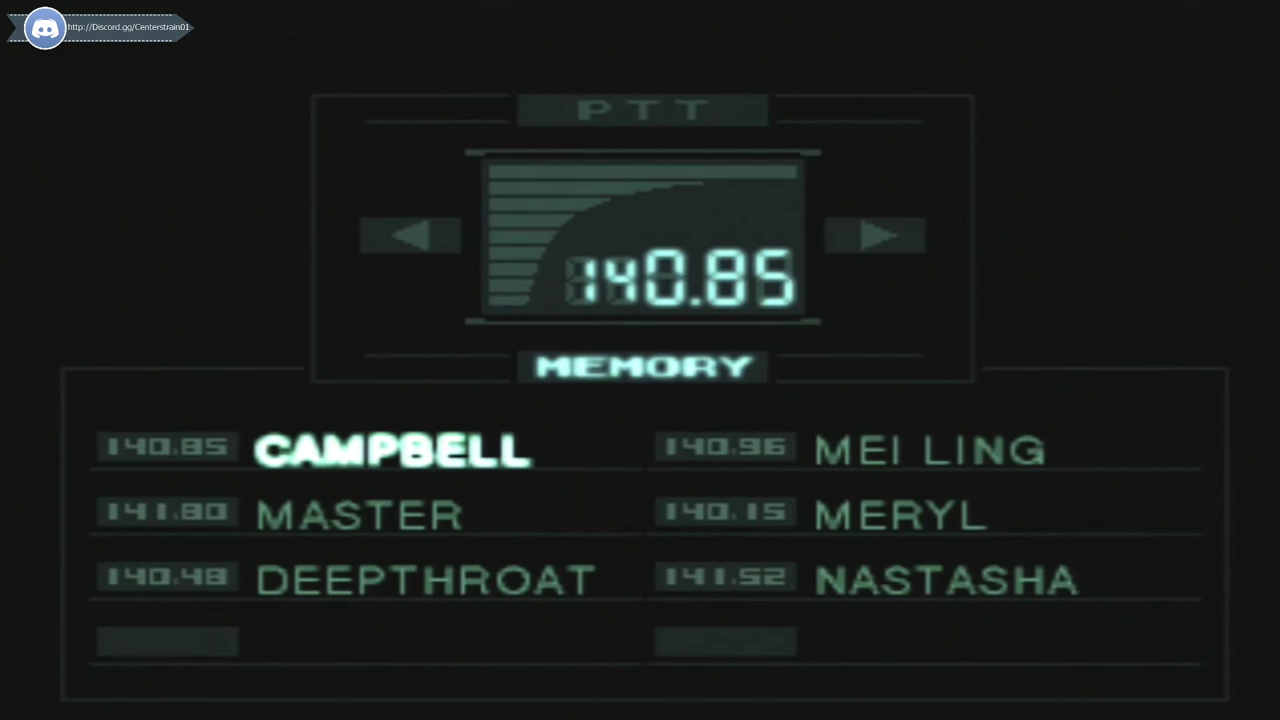 http://Discord.gg/Centerstrain01
PTT
140.85
MEMORY
140.85 CAMPBELL 140.96 MEI LING
141.80 MASTER 140.15 MERYL
140.48 DEEPTHROAT 141.52 NASTASHA